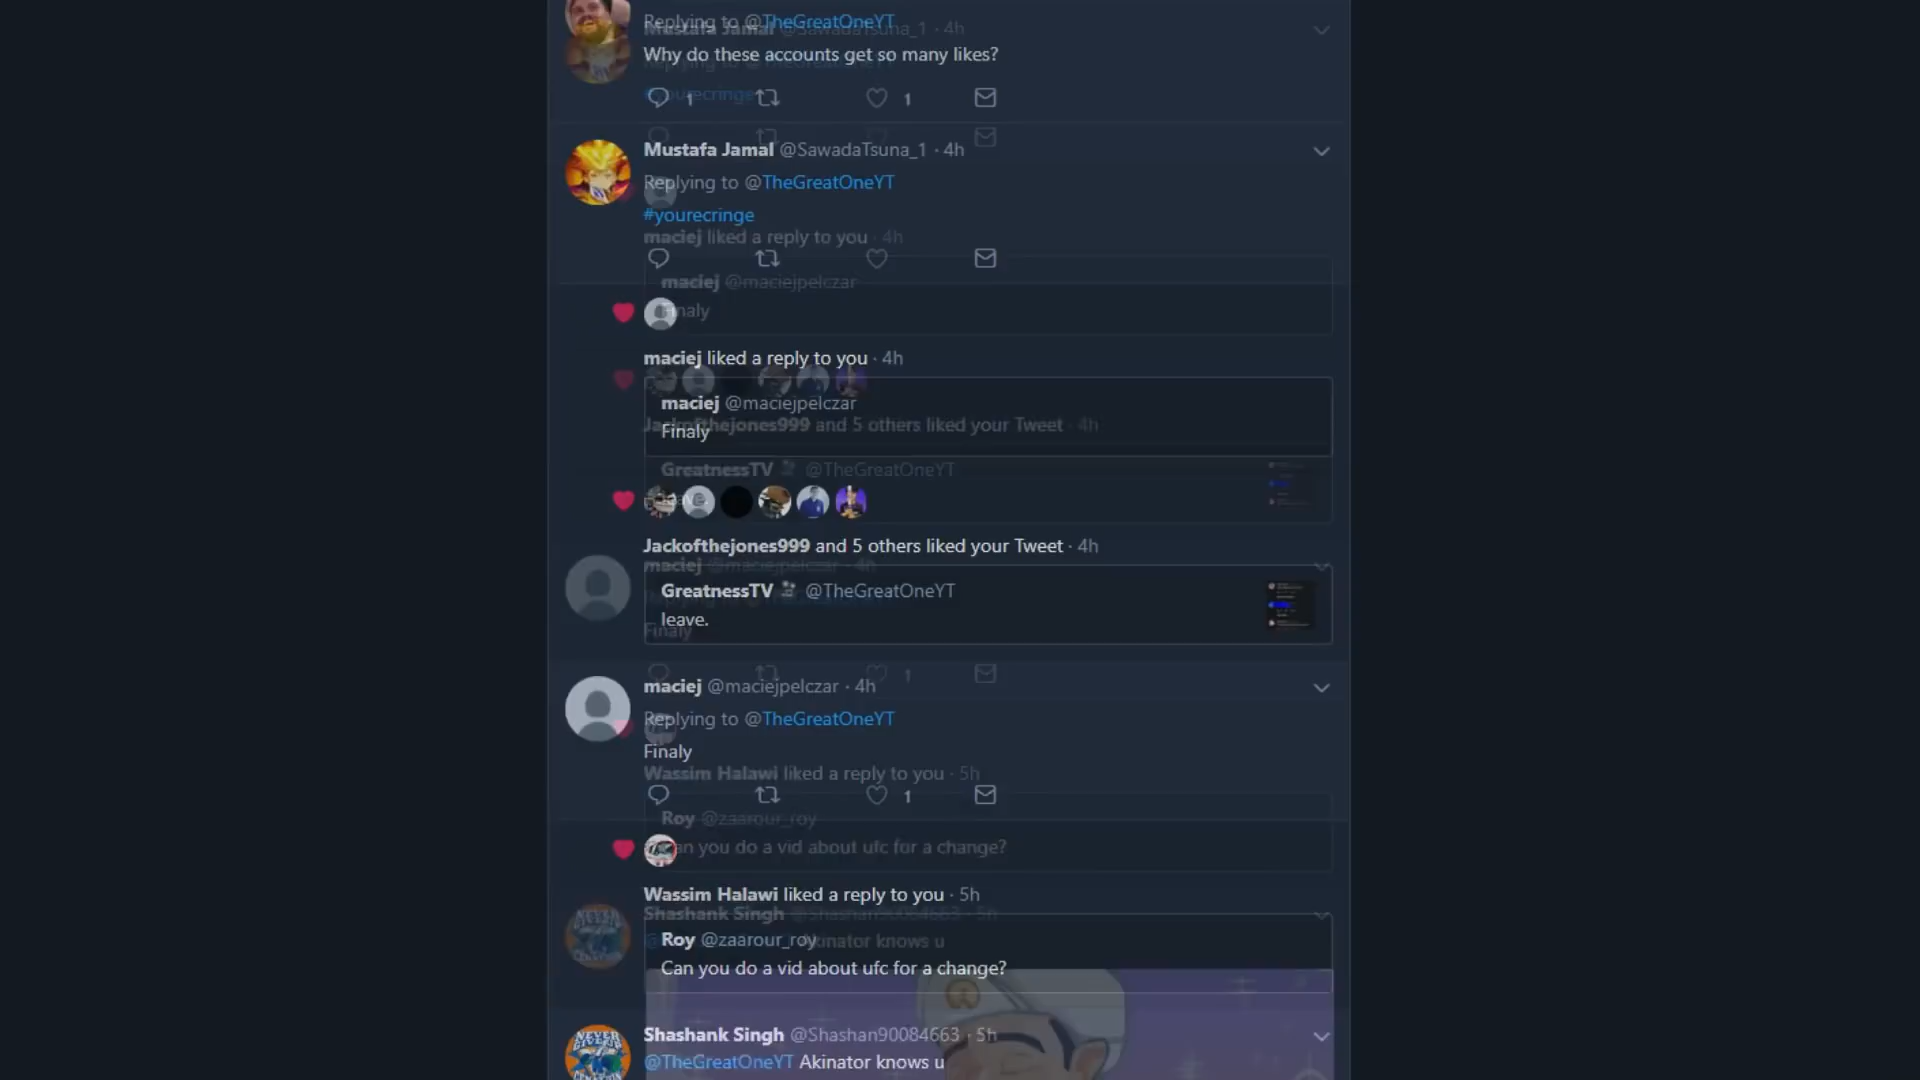 Replying to @TheGreatOneYT
Why do these accounts get so many likes?
1 1
Mustafa Jamal @SawadaTsuna_1 · 4h
Replying to @TheGreatOneYT
#yourecringe
maciej liked a reply to you · 4h
maciej @maciejpelczar
Finaly
Jackofthejones999 and 5 others liked your Tweet · 4h
GreatnessTV @TheGreatOneYT
leave.
maciej @maciejpelczar · 4h
Replying to @TheGreatOneYT
Finaly
1
Wassim Halawi liked a reply to you · 5h
Roy @zaarour_roy
Can you do a vid about ufc for a change?
Shashank Singh @Shashan90084663 · 5h
@TheGreatOneYT Akinator knows u